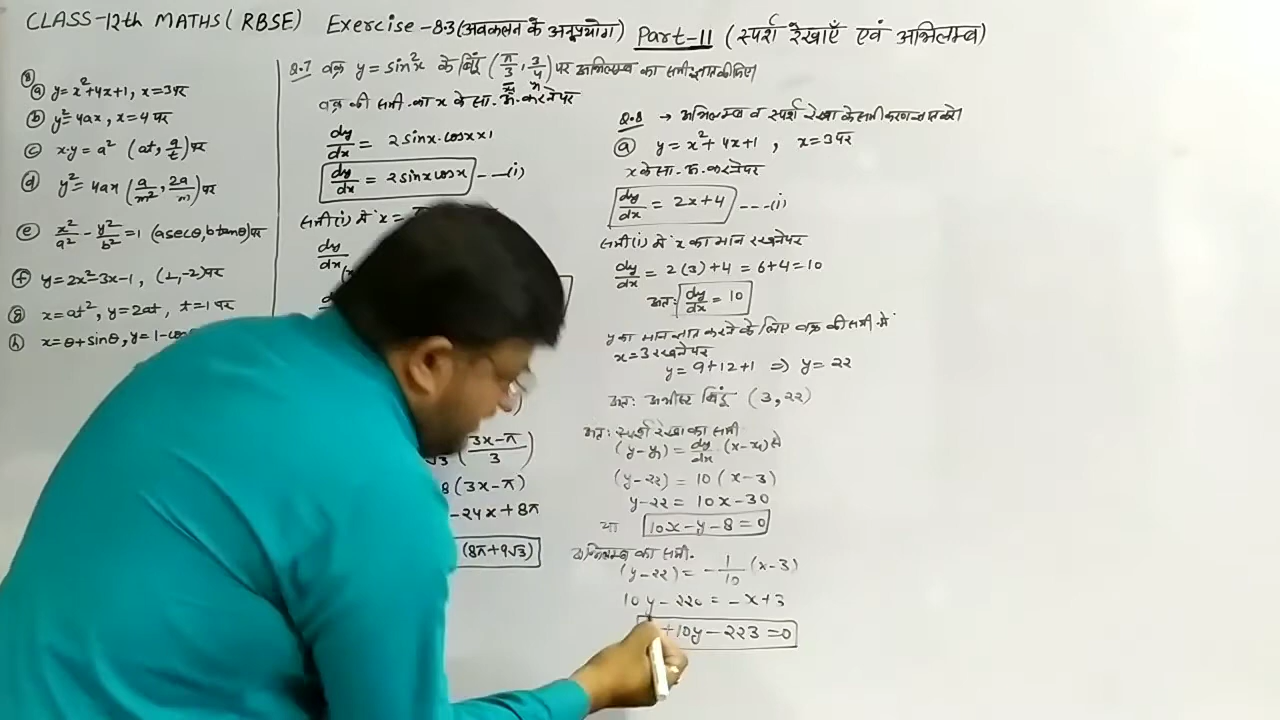 CLASS-12th MATHS (RBSE) Exercise-8.3 (अवकलन के अनुप्रयोग) Part-11 (स्पर्श रेखाएँ एवं अभिलम्ब)
8
(a) y = x²+4x+1, x=3 पर
(b) y²=4ax, x=4 पर
(c) x·y = a² (at, a/t) पर
(d) y²=4ax (a/m², 2a/m) पर
(e) x²/a² - y²/b² = 1 (a secθ, b tanθ) पर
(f) y=2x²-3x-1, (1,-2) पर
(g) x=at², y=2at, t=1 पर
(h) x=θ+sinθ, y=1-cos
Q.7 वक्र y = sin²x के बिंदु (π/3, 3/4) पर अभिलम्ब का समी.
वक्र की समी. का x के सा. क. करने पर
dy/dx = 2 sinx·cosx×1
dy/dx = 2 sinx cosx ---(i)
समी(i) में x =
dy/dx
(3x-π/3)
8(3x-π)
-24x+8π
(8π+9√3)
Q.8 → अभिलम्ब व स्पर्श रेखा के समीकरण
(a) y = x²+4x+1, x=3 पर
x के सा. क. करने पर
dy/dx = 2x+4 ---(i)
समी(i) में x का मान रखने पर
dy/dx = 2(3)+4 = 6+4 = 10
अतः dy/dx = 10
y का मान ज्ञात करने के लिए वक्र की समी. में
x=3 रखने पर
y = 9+12+1 ⇒ y = 22
अतः अभीष्ट बिंदु (3,22)
अतः स्पर्श रेखा का समी
(y-y₁) = dy/dx (x-x₁) से
(y-22) = 10(x-3)
y-22 = 10x-30
या 10x-y-8=0
अभिलम्ब का समी.
(y-22) = -1/10 (x-3)
10y-220 = -x+3
+10y-223=0